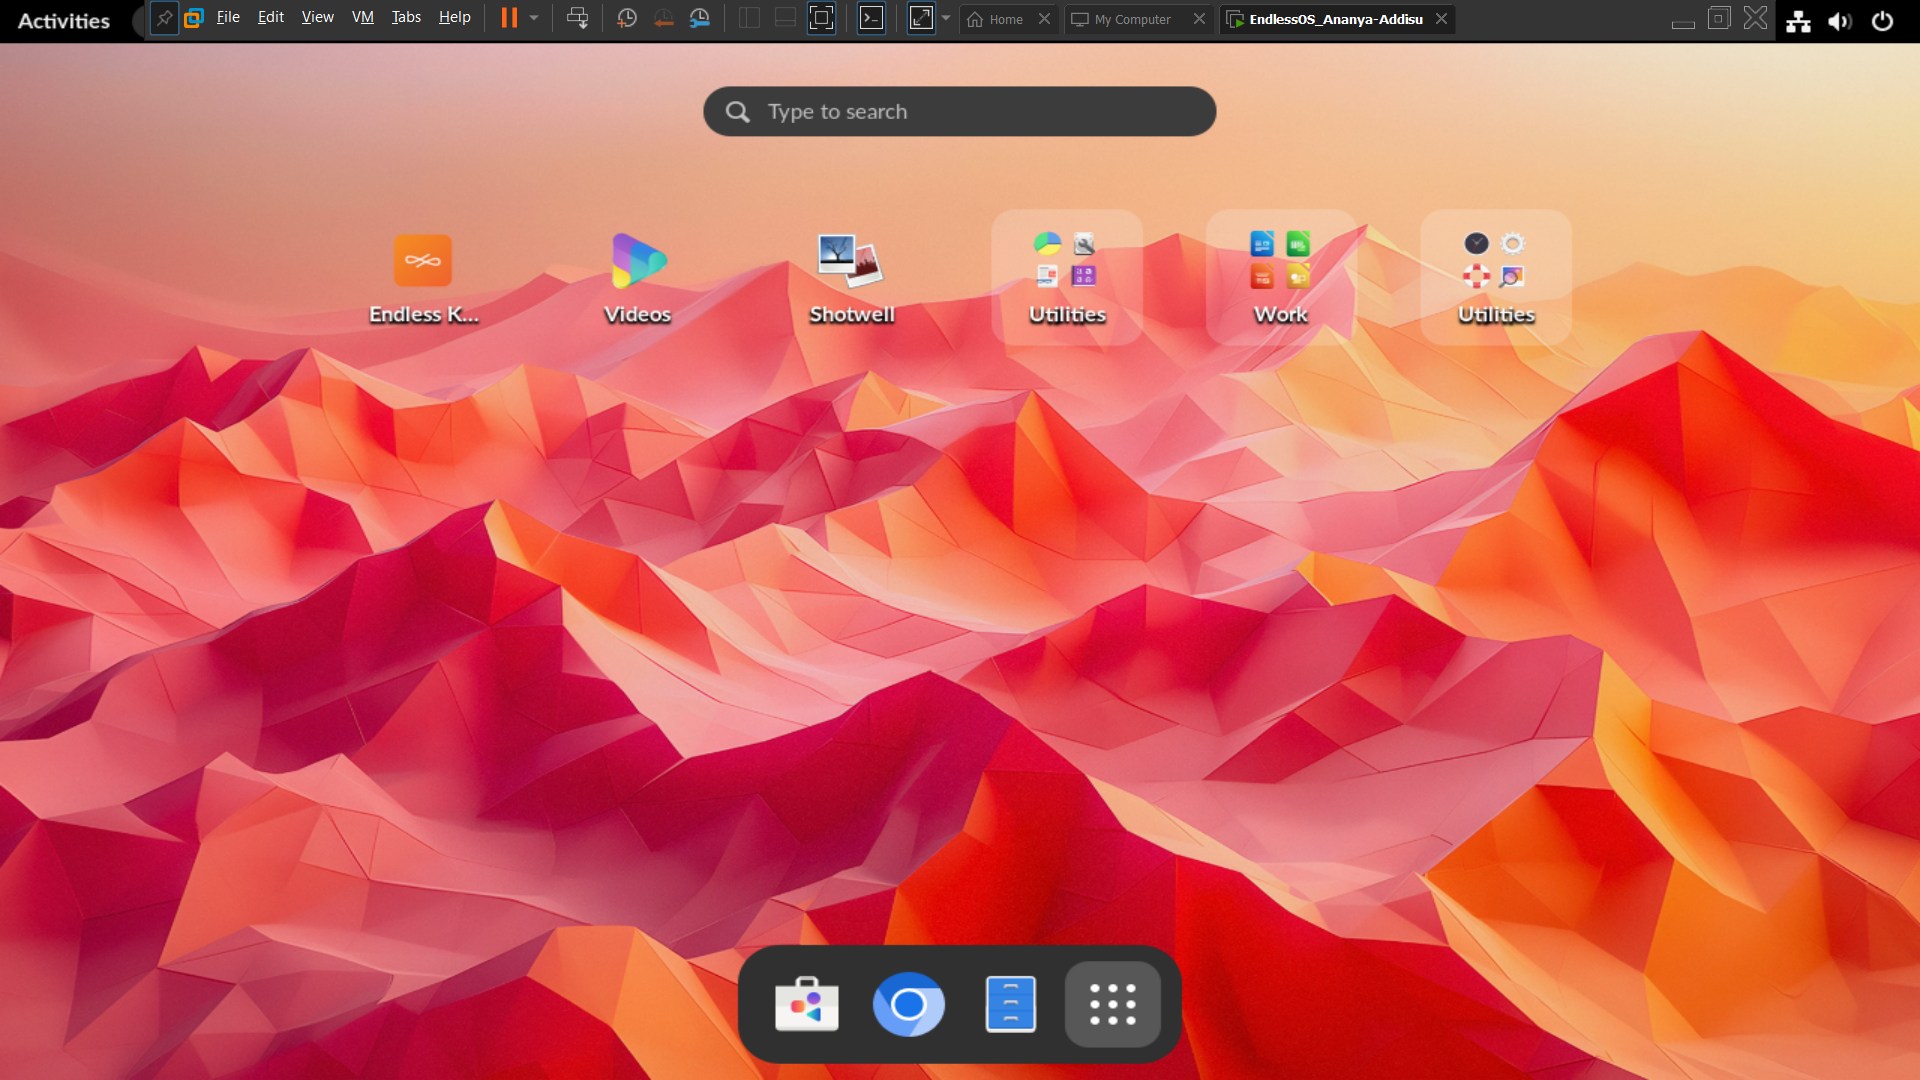 Activities File Edit View VM Tabs Help Home My Computer EndlessOS_Ananya-Addisu
Type to search
Endless K... Videos Shotwell Utilities Work Utilities